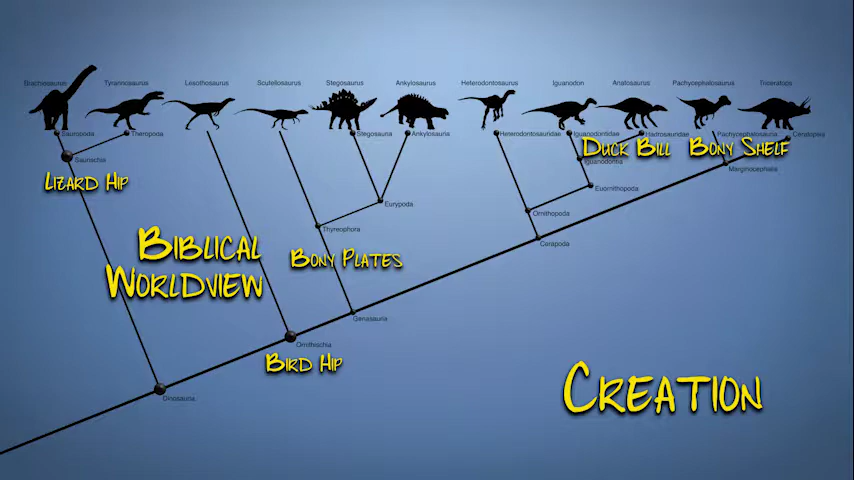 Brachiosaurus
Tyrannosaurus
Lesothosaurus
Scutellosaurus
Stegosaurus
Ankylosaurus
Heterodontosaurus
Iguanodon
Anatosaurus
Pachycephalosaurus
Triceratops
Sauropoda
Theropoda
Stegosauria
Ankylosauria
Heterodontosauridae
Iguanodontidae
Hadrosauridae
Pachycephalosauria
Ceratopsia
Duck Bill
Bony Shelf
Saurischia
Iguanodontia
Marginocephalia
Lizard Hip
Euornithopoda
Eurypoda
Ornithopoda
Thyreophora
Cerapoda
Biblical
Worldview
Bony Plates
Genasauria
Ornithischia
Bird Hip
Dinosauria
Creation